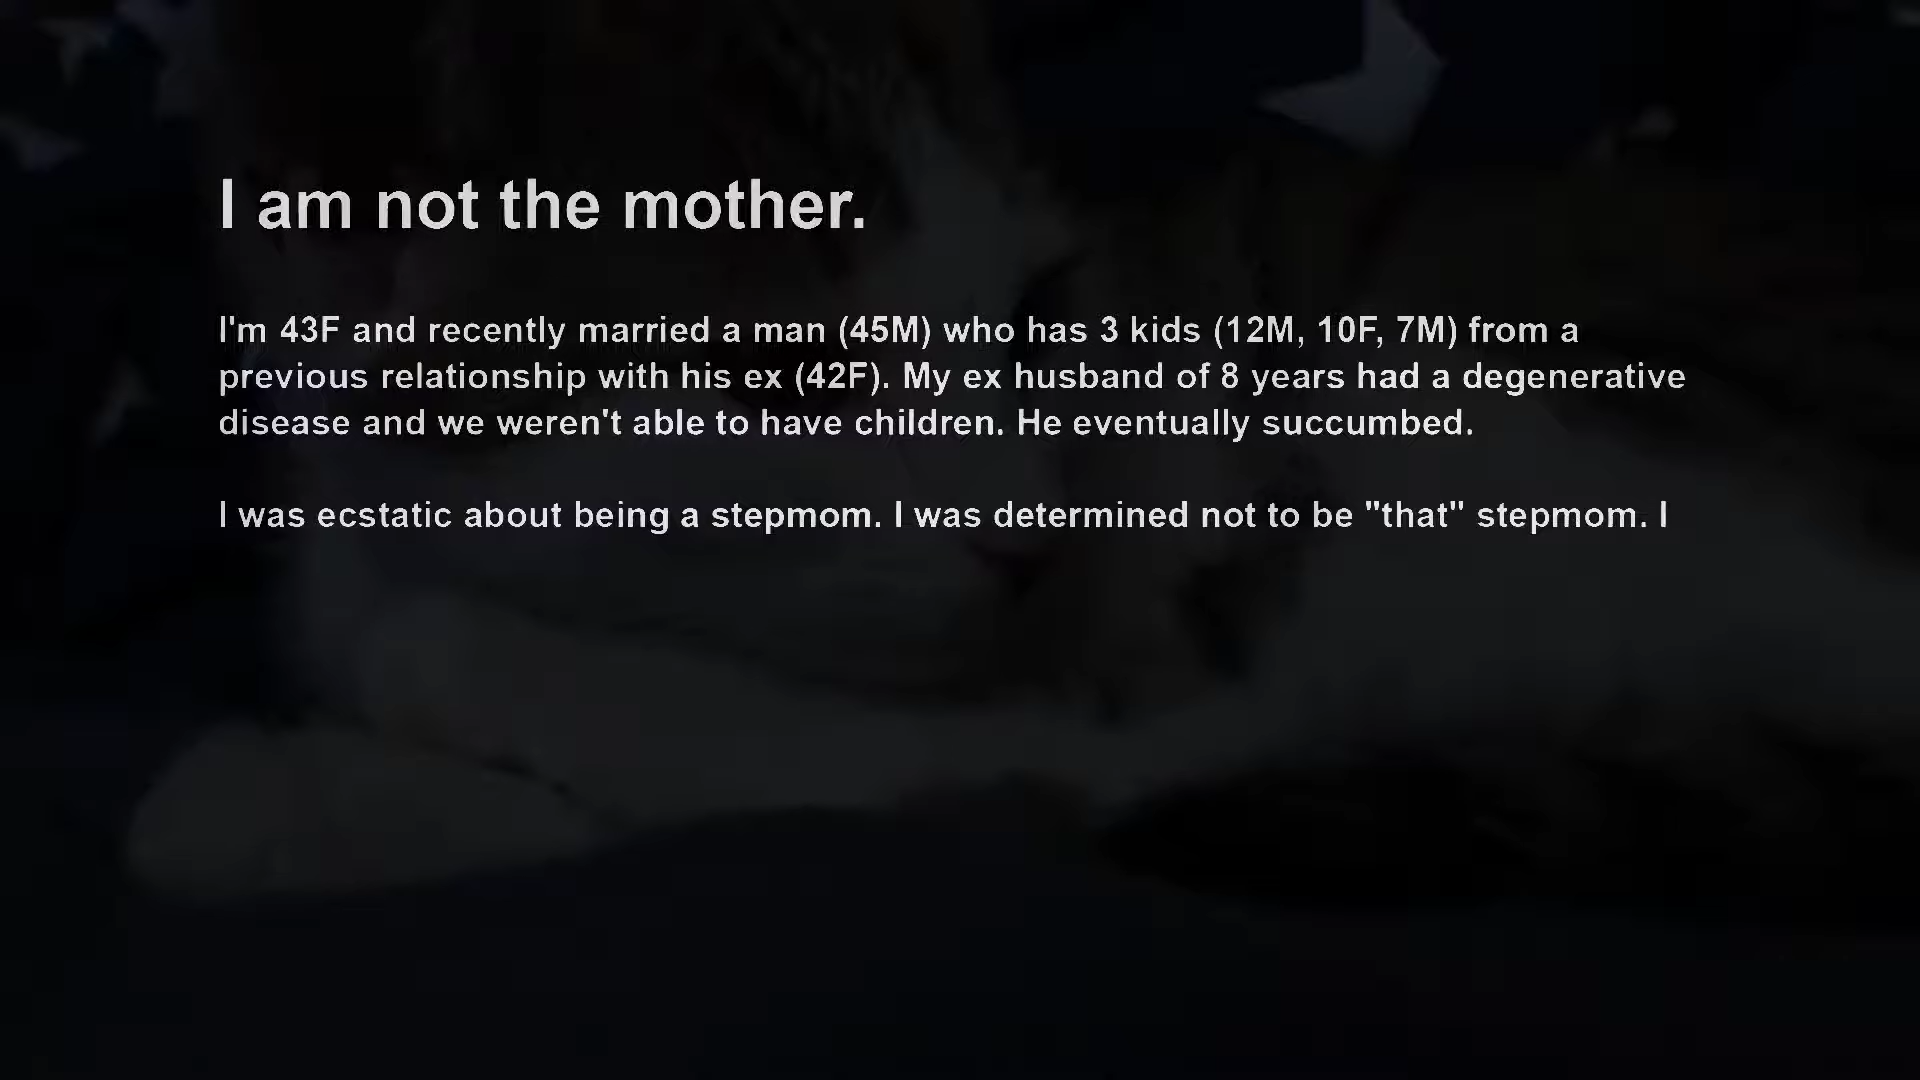 I am not the mother.
I'm 43F and recently married a man (45M) who has 3 kids (12M, 10F, 7M) from a
previous relationship with his ex (42F). My ex husband of 8 years had a degenerative
disease and we weren't able to have children. He eventually succumbed.
I was ecstatic about being a stepmom. I was determined not to be "that" stepmom. I